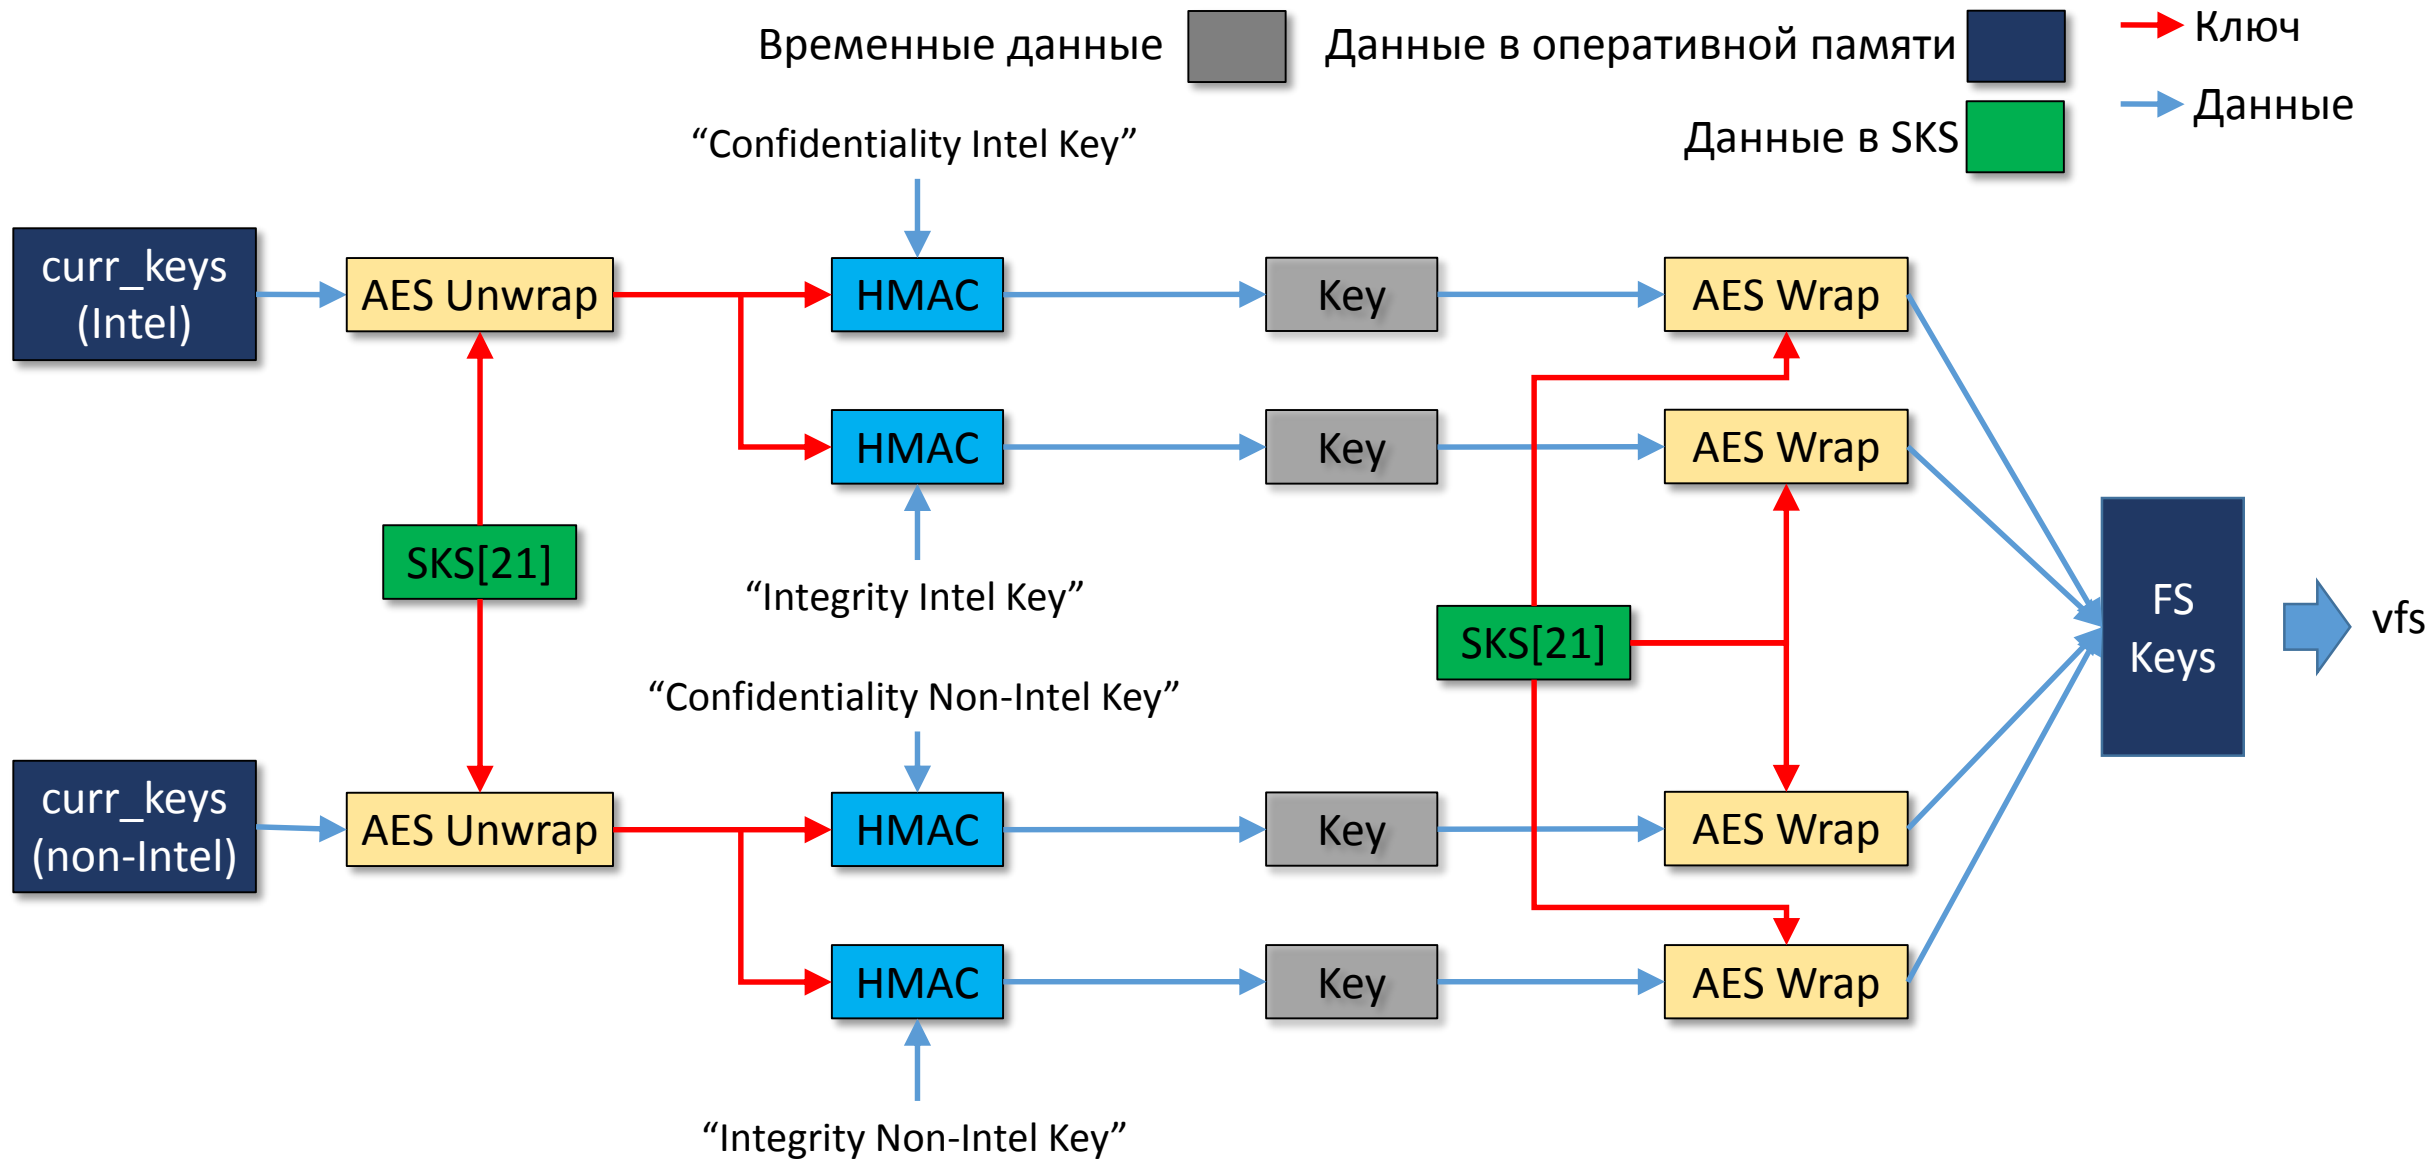 Временные данные
Данные в оперативной памяти
Ключ
Данные
Данные в SKS
“Confidentiality Intel Key”
curr_keys
(Intel)
AES Unwrap
HMAC
Key
AES Wrap
HMAC
Key
AES Wrap
SKS[21]
“Integrity Intel Key”
SKS[21]
FS
Keys
vfs
“Confidentiality Non-Intel Key”
curr_keys
(non-Intel)
AES Unwrap
HMAC
Key
AES Wrap
HMAC
Key
AES Wrap
“Integrity Non-Intel Key”